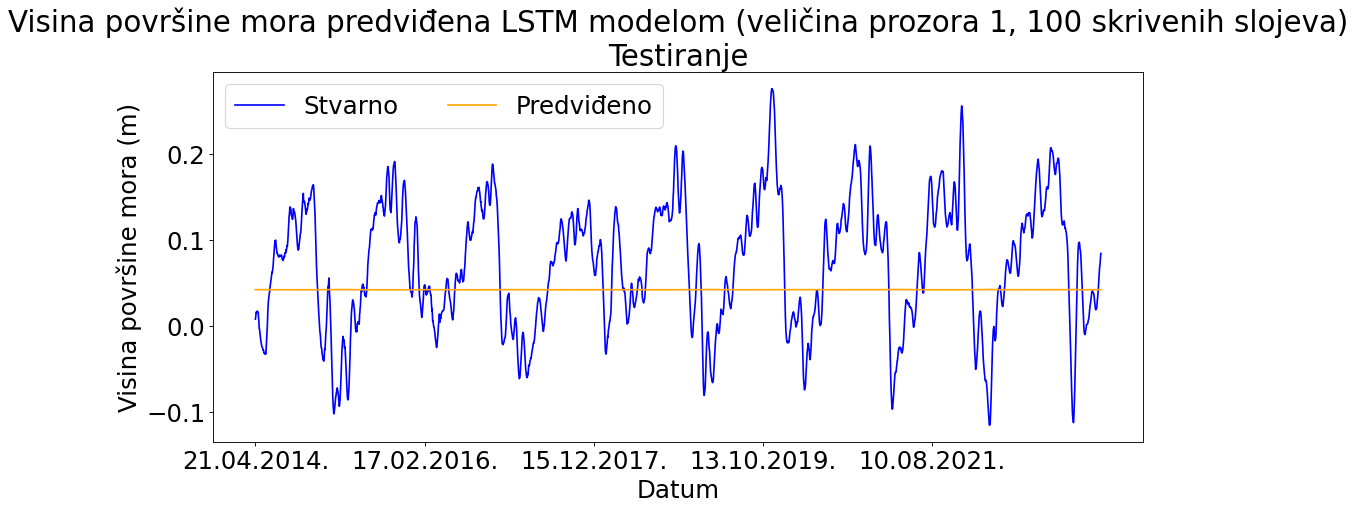 Visina površine mora predviđena LSTM modelom (veličina prozora 1, 100 skrivenih slojeva)
Testiranje
Stvarno Predviđeno
Visina površine mora (m)
0.2
0.1
0.0
−0.1
21.04.2014. 17.02.2016. 15.12.2017. 13.10.2019. 10.08.2021.
Datum